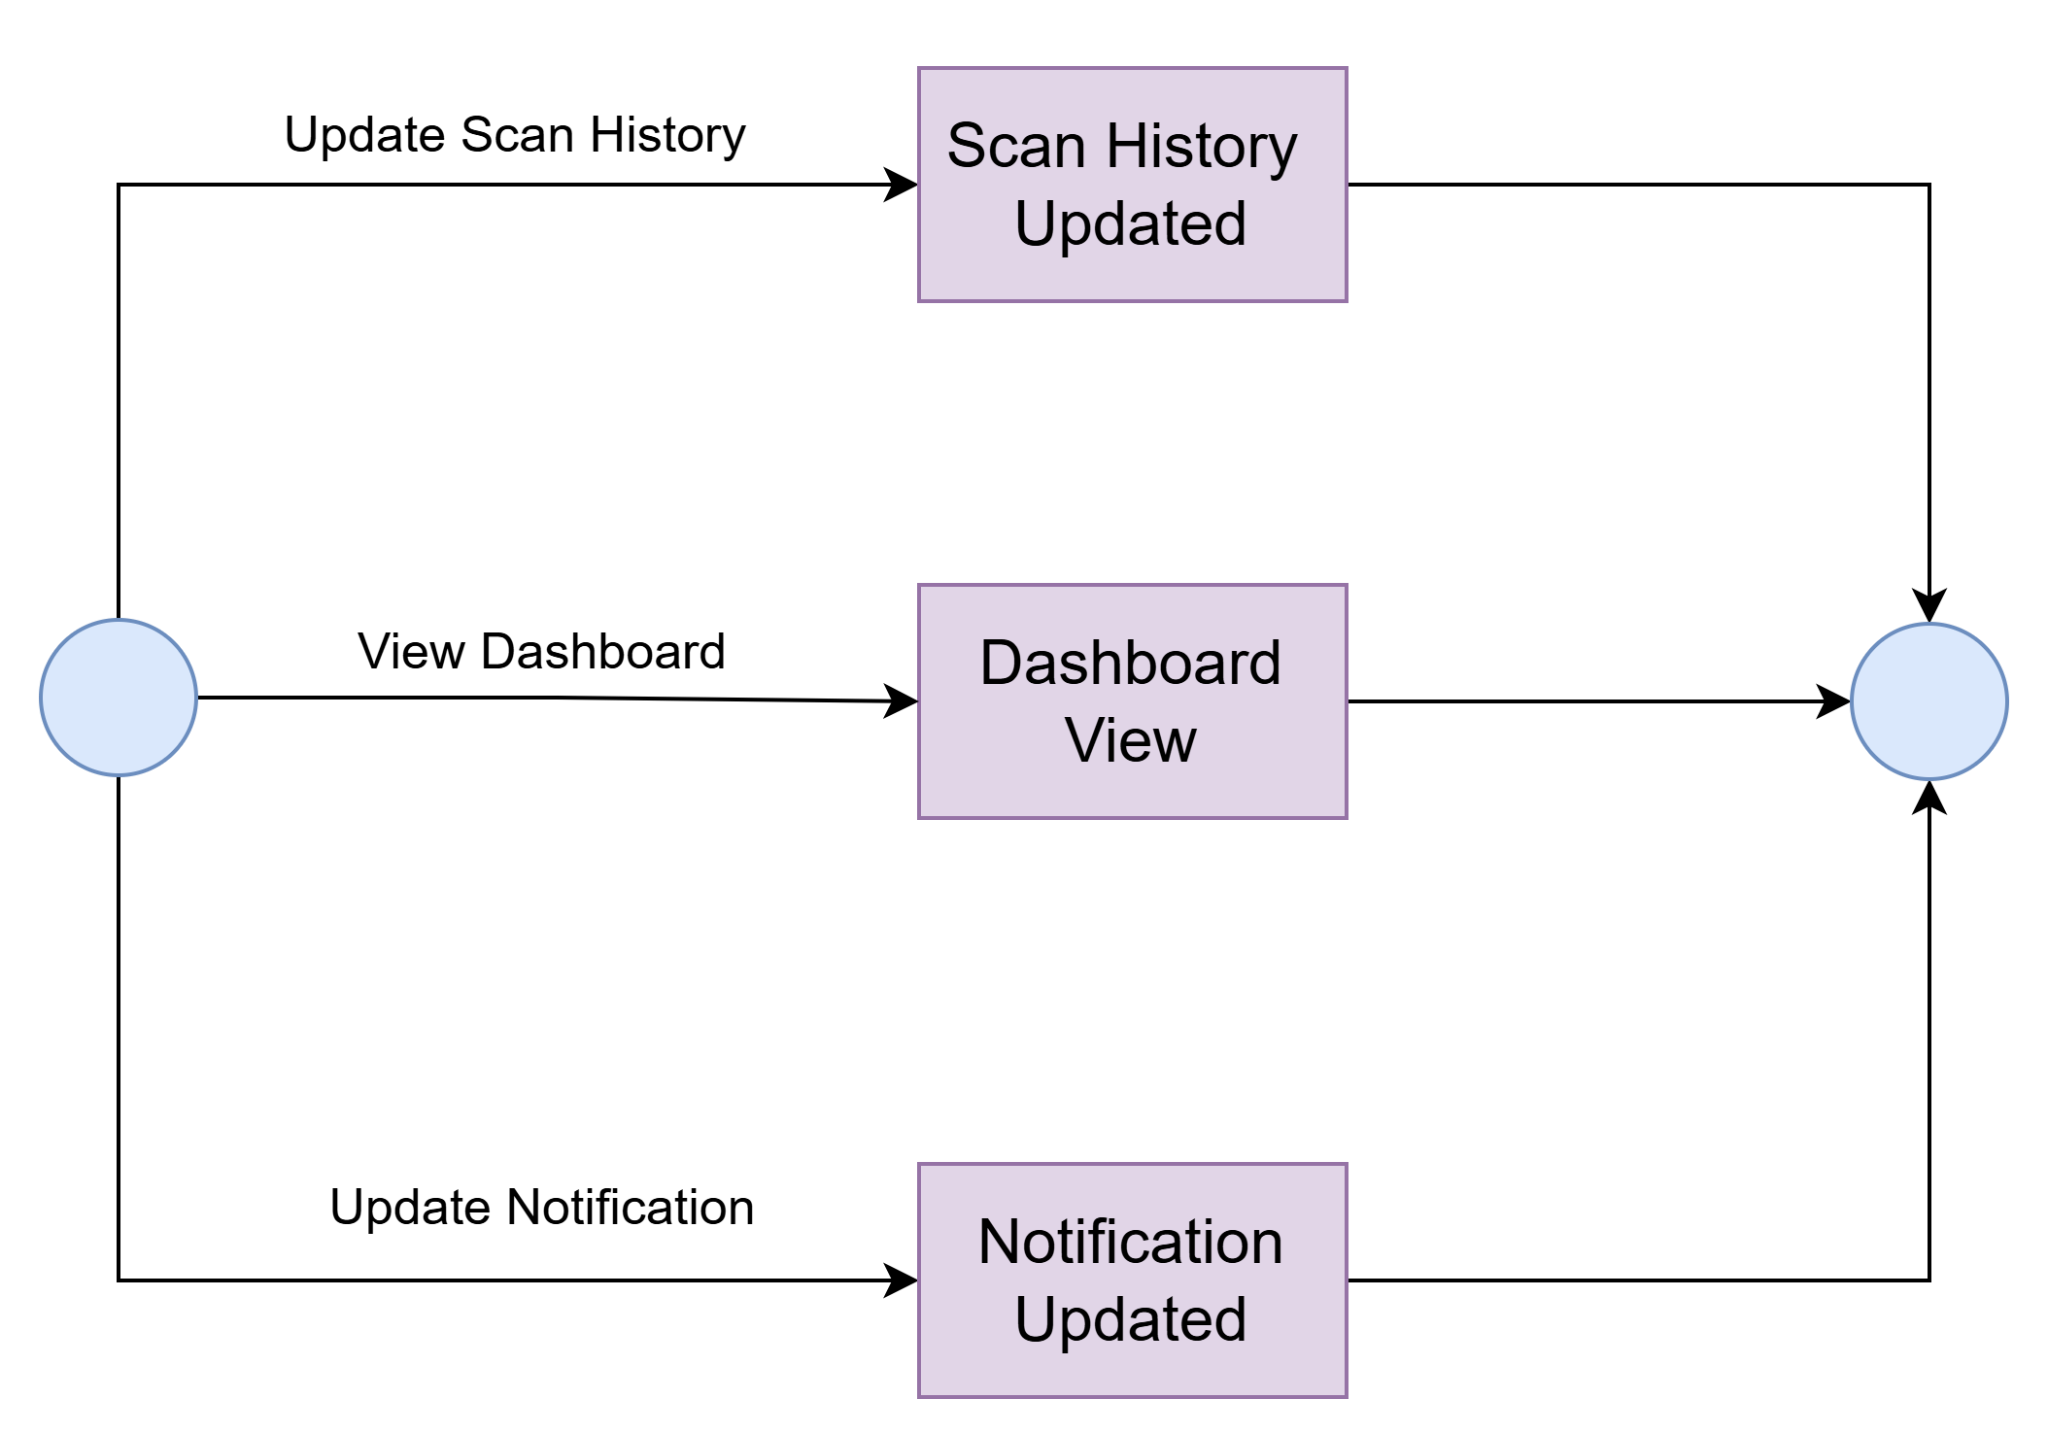 Update Scan History
Scan History
Updated
View Dashboard
Dashboard
View
Update Notification
Notification
Updated